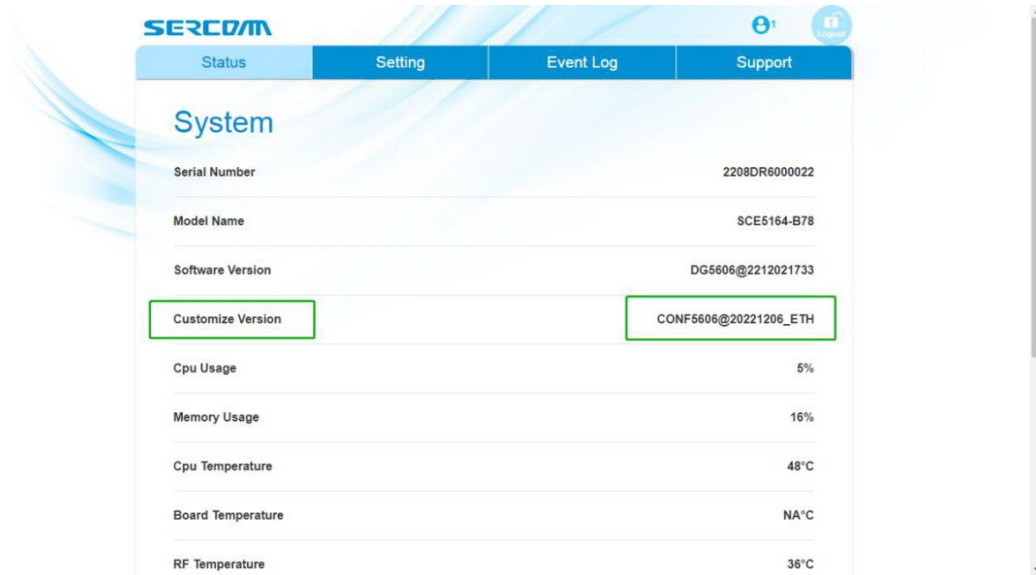 SERCOMM
1
Logout
Status Setting Event Log Support
System
Serial Number 2208DR6000022
Model Name SCE5164-B78
Software Version DG5606@2212021733
Customize Version CONF5606@20221206_ETH
Cpu Usage 5%
Memory Usage 16%
Cpu Temperature 48°C
Board Temperature NA°C
RF Temperature 36°C